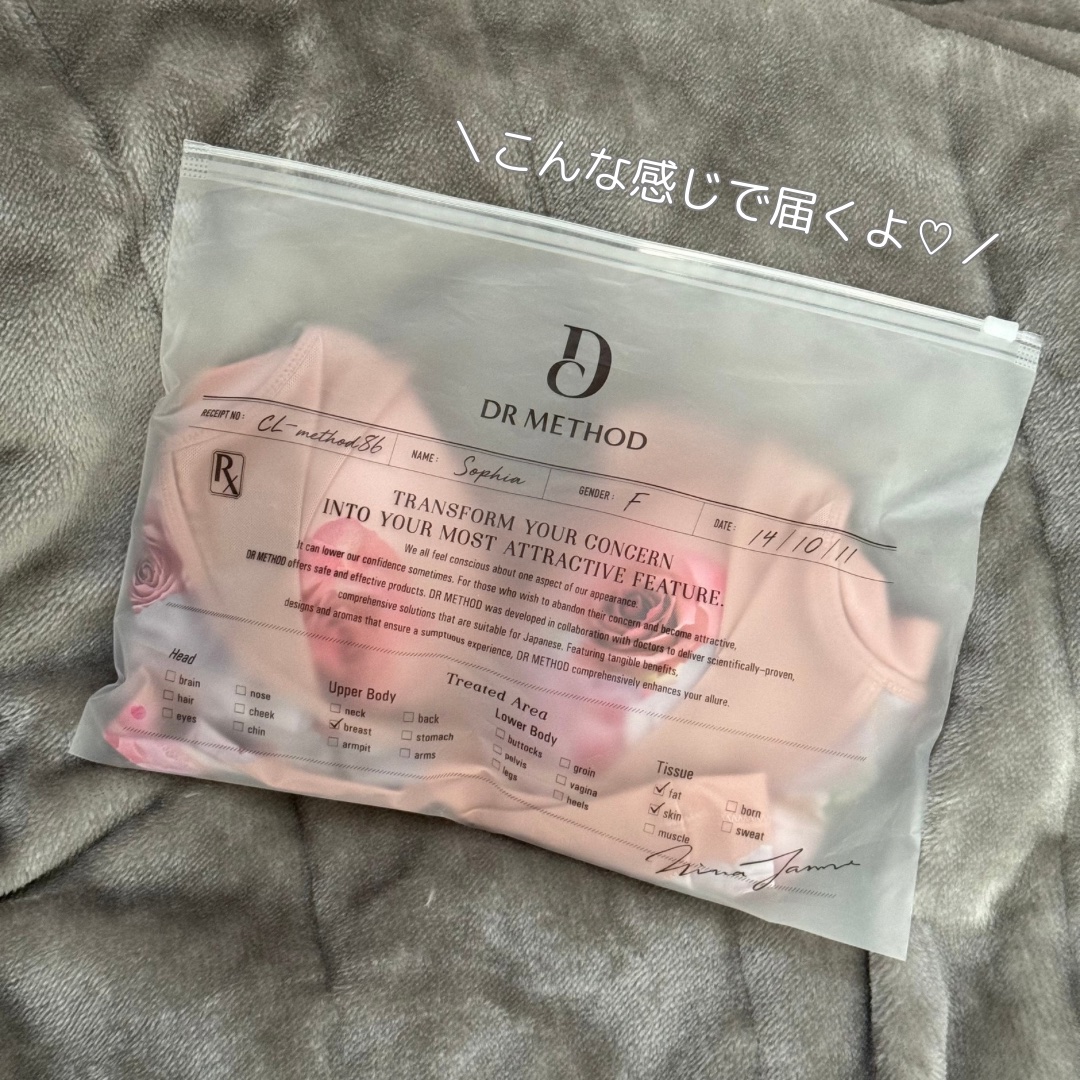 \こんな感じで届くよ♡/
DR METHOD
RECEIPT NO : CL-method86 NAME : Sophia GENDER : F DATE : 14/10/11
Rx
TRANSFORM YOUR CONCERN
INTO YOUR MOST ATTRACTIVE FEATURE.
We all feel conscious about one aspect of our appearance.
It can lower our confidence sometimes. For those who wish to abandon their concern and become attractive,
DR METHOD offers safe and effective products. DR METHOD was developed in collaboration with doctors to deliver scientifically-proven,
comprehensive solutions that are suitable for Japanese. Featuring tangible benefits,
designs and aromas that ensure a sumptuous experience, DR METHOD comprehensively enhances your allure.
Treated Area
Head
brain
hair
eyes
nose
cheek
chin
Upper Body
neck
breast
armpit
back
stomach
arms
Lower Body
buttocks
pelvis
legs
groin
vagina
heels
Tissue
fat
skin
muscle
born
sweat